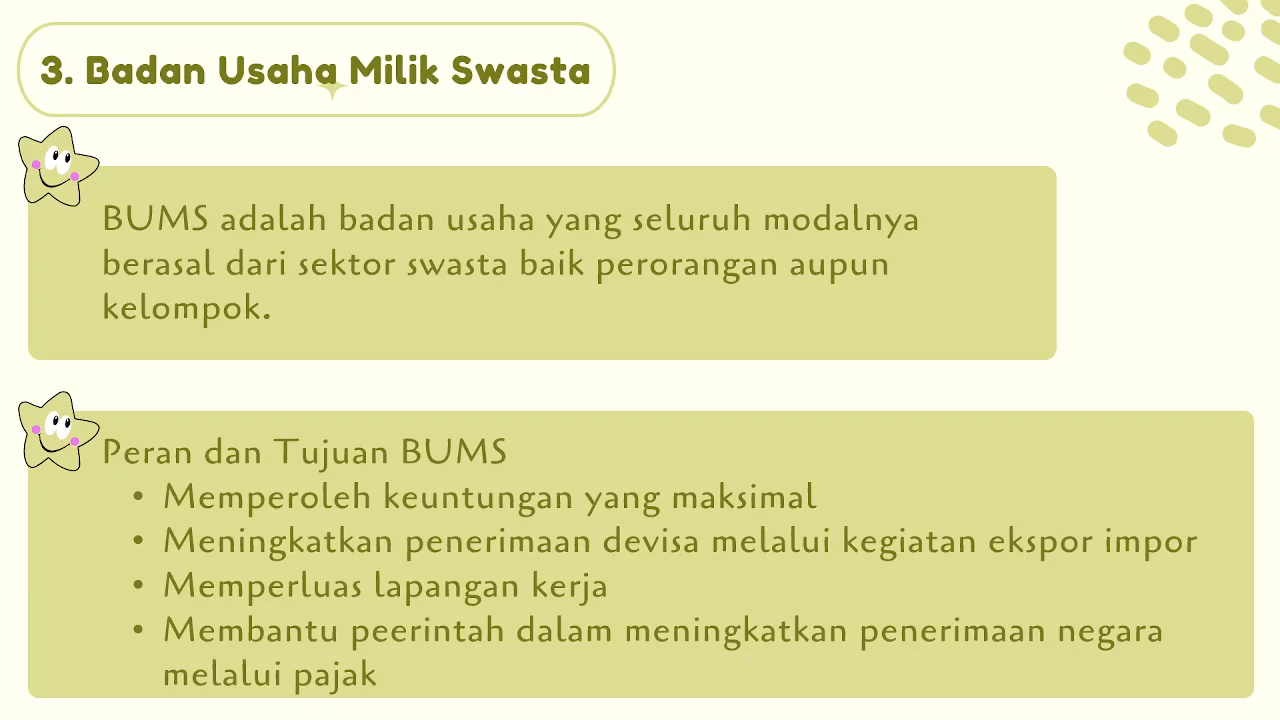 3. Badan Usaha Milik Swasta
BUMS adalah badan usaha yang seluruh modalnya
berasal dari sektor swasta baik perorangan aupun
kelompok.
Peran dan Tujuan BUMS
• Memperoleh keuntungan yang maksimal
• Meningkatkan penerimaan devisa melalui kegiatan ekspor impor
• Memperluas lapangan kerja
• Membantu peerintah dalam meningkatkan penerimaan negara
melalui pajak